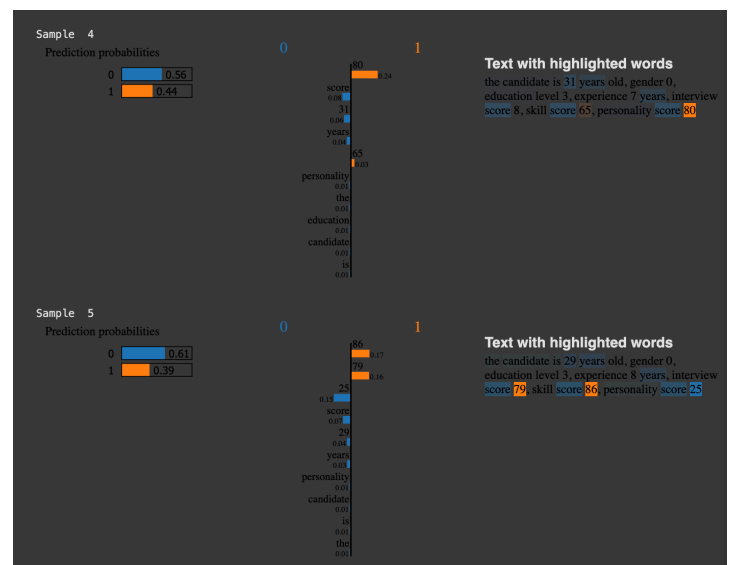 Sample 4
Prediction probabilities
0 0.56
1 0.44
0 1
80
0.24
score
0.08
31
0.06
years
0.04
65
0.03
personality
0.01
the
0.01
education
0.01
candidate
0.01
is
0.01
Text with highlighted words
the candidate is 31 years old, gender 0,
education level 3, experience 7 years, interview
score 8, skill score 65, personality score 80
Sample 5
Prediction probabilities
0 0.61
1 0.39
0 1
86
0.17
79
0.16
25
0.15
score
0.07
29
0.04
years
0.03
personality
0.01
candidate
0.01
is
0.01
the
0.01
Text with highlighted words
the candidate is 29 years old, gender 0,
education level 3, experience 8 years, interview
score 79, skill score 86, personality score 25